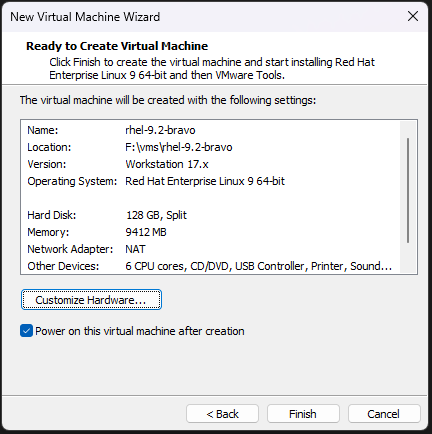 New Virtual Machine Wizard
Ready to Create Virtual Machine
Click Finish to create the virtual machine and start installing Red Hat
Enterprise Linux 9 64-bit and then VMware Tools.
The virtual machine will be created with the following settings:
Name: rhel-9.2-bravo
Location: F:\vms\rhel-9.2-bravo
Version: Workstation 17.x
Operating System: Red Hat Enterprise Linux 9 64-bit
Hard Disk: 128 GB, Split
Memory: 9412 MB
Network Adapter: NAT
Other Devices: 6 CPU cores, CD/DVD, USB Controller, Printer, Sound...
Customize Hardware...
Power on this virtual machine after creation
< Back Finish Cancel